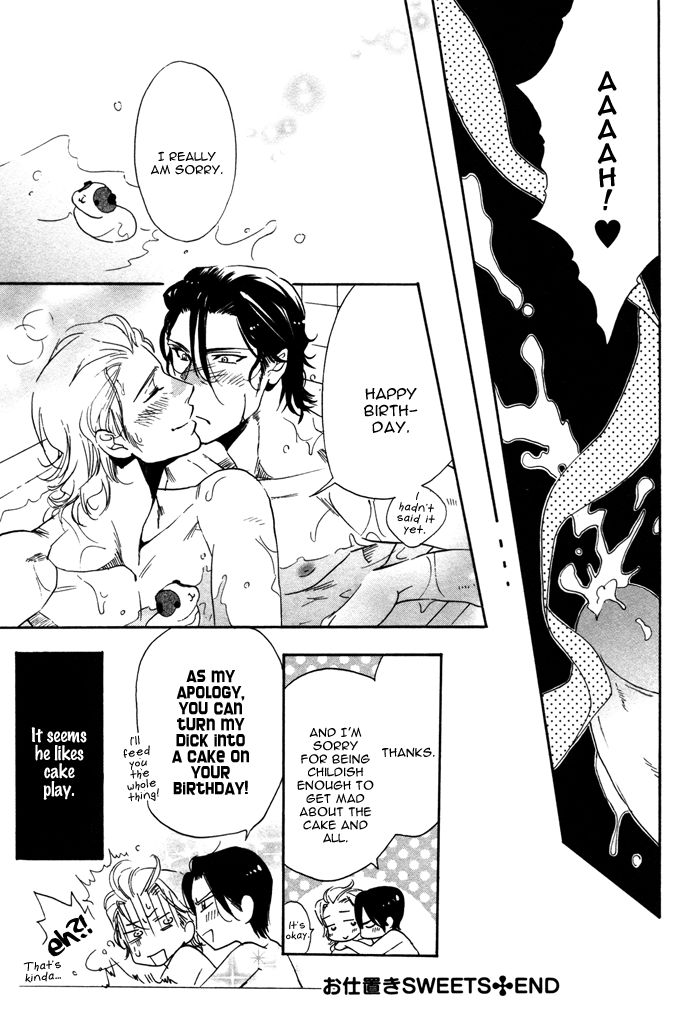 AAAAH! ♥
I REALLY
AM SORRY.
HAPPY
BIRTH-
DAY.
I
hadn't
said it
yet.
THANKS.
AND I'M
SORRY
FOR BEING
CHILDISH
ENOUGH TO
GET MAD
ABOUT THE
CAKE AND
ALL.
It's
okay.
AS MY
APOLOGY,
YOU CAN
TURN MY
DICK INTO
A CAKE ON
YOUR
BIRTHDAY!
I'll
feed
you
the
whole
thing!
eh?!
That's
kinda...
It seems
he likes
cake
play.
お仕置きSWEETS✣END